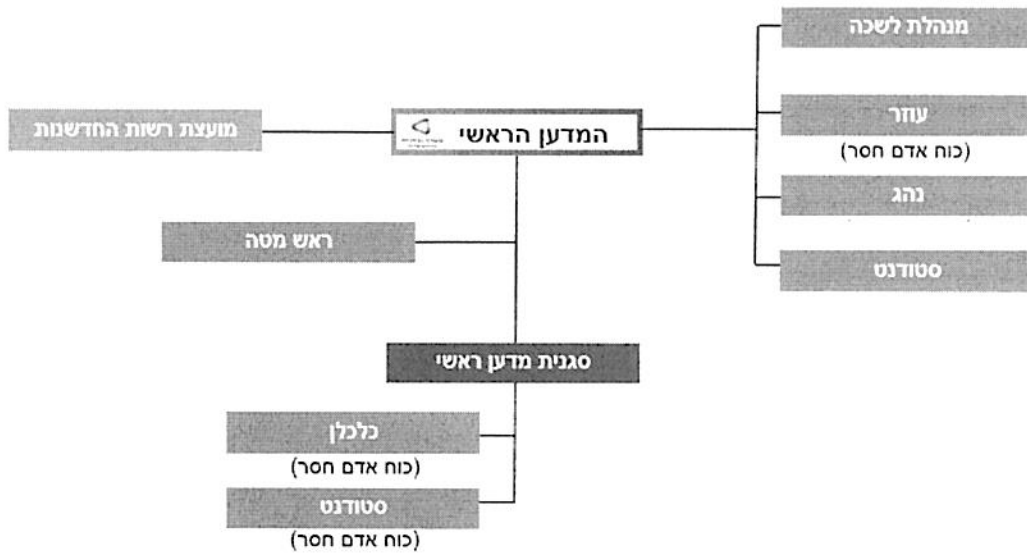 מנהלת לשכה
המדען הראשי
מועצת רשות החדשנות
עוזר
(כוח אדם חסר)
נהג
ראש מטה
סטודנט
סגנית מדען ראשי
כלכלן
(כוח אדם חסר)
סטודנט
(כוח אדם חסר)